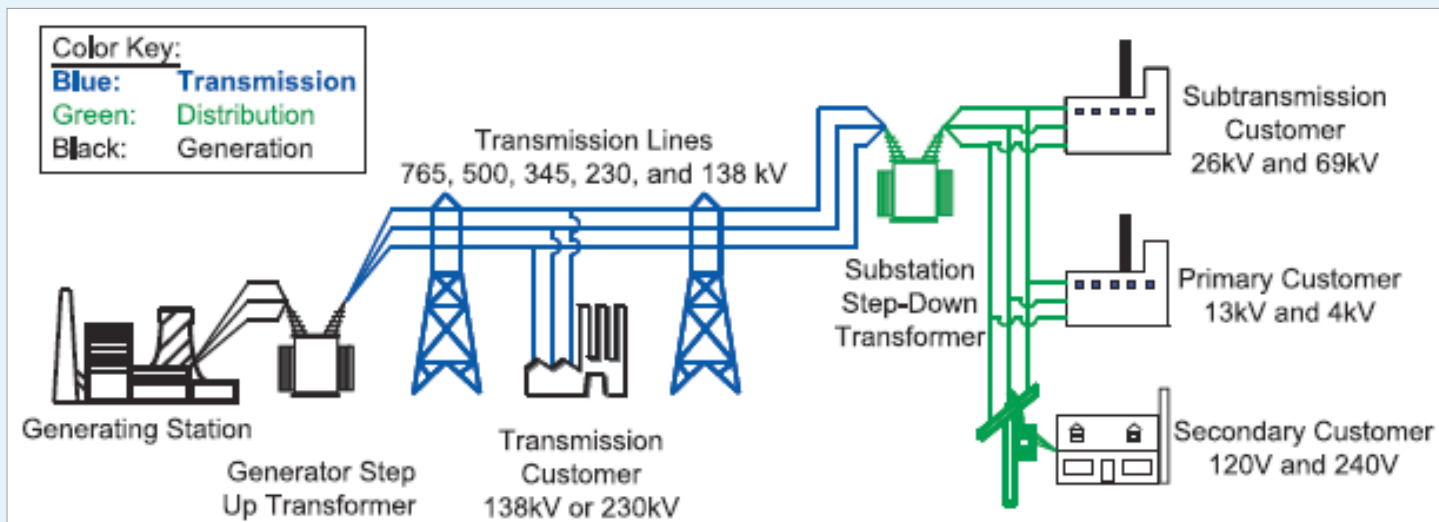 Color Key:
Blue: Transmission
Green: Distribution
Black: Generation
Transmission Lines
765, 500, 345, 230, and 138 kV
Subtransmission
Customer
26kV and 69kV
Substation
Step-Down
Transformer
Primary Customer
13kV and 4kV
Generating Station
Generator Step
Up Transformer
Transmission
Customer
138kV or 230kV
Secondary Customer
120V and 240V